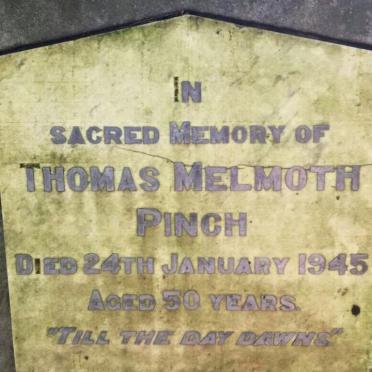 IN
SACRED MEMORY OF
THOMAS MELMOTH
PINCH
DIED 24TH JANUARY 1945
AGED 50 YEARS.
"TILL THE DAY DAWNS"